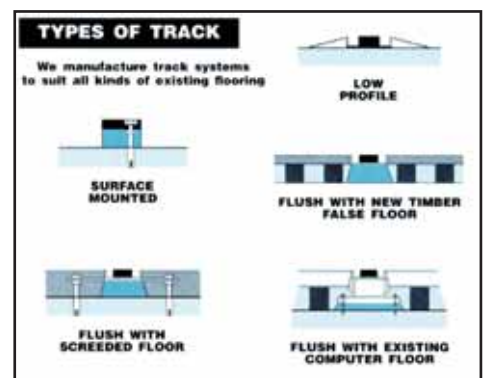 TYPES OF TRACK
We manufacture track systems
to suit all kinds of existing flooring
LOW
PROFILE
SURFACE
MOUNTED
FLUSH WITH NEW TIMBER
FALSE FLOOR
FLUSH WITH
SCREEDED FLOOR
FLUSH WITH EXISTING
COMPUTER FLOOR